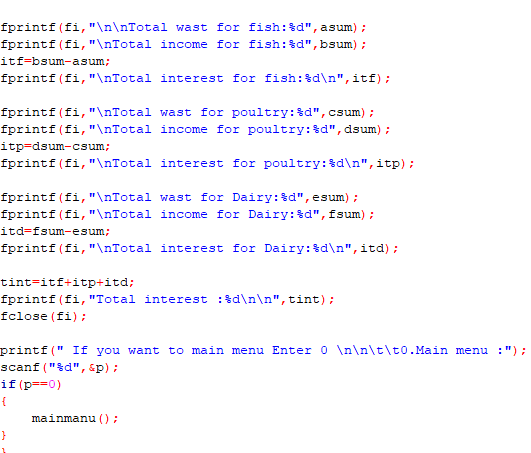 fprintf(fi,"\n\nTotal wast for fish:%d",asum);
fprintf(fi,"\nTotal income for fish:%d",bsum);
itf=bsum-asum;
fprintf(fi,"\nTotal interest for fish:%d\n",itf);
fprintf(fi,"\nTotal wast for poultry:%d",csum);
fprintf(fi,"\nTotal income for poultry:%d",dsum);
itp=dsum-csum;
fprintf(fi,"\nTotal interest for poultry:%d\n",itp);
fprintf(fi,"\nTotal wast for Dairy:%d",esum);
fprintf(fi,"\nTotal income for Dairy:%d",fsum);
itd=fsum-esum;
fprintf(fi,"\nTotal interest for Dairy:%d\n",itd);
tint=itf+itp+itd;
fprintf(fi,"Total interest :%d\n\n",tint);
fclose(fi);
printf(" If you want to main menu Enter 0 \n\n\t\t0.Main menu :");
scanf("%d",&p);
if(p==0)
{
    mainmanu();
}
}